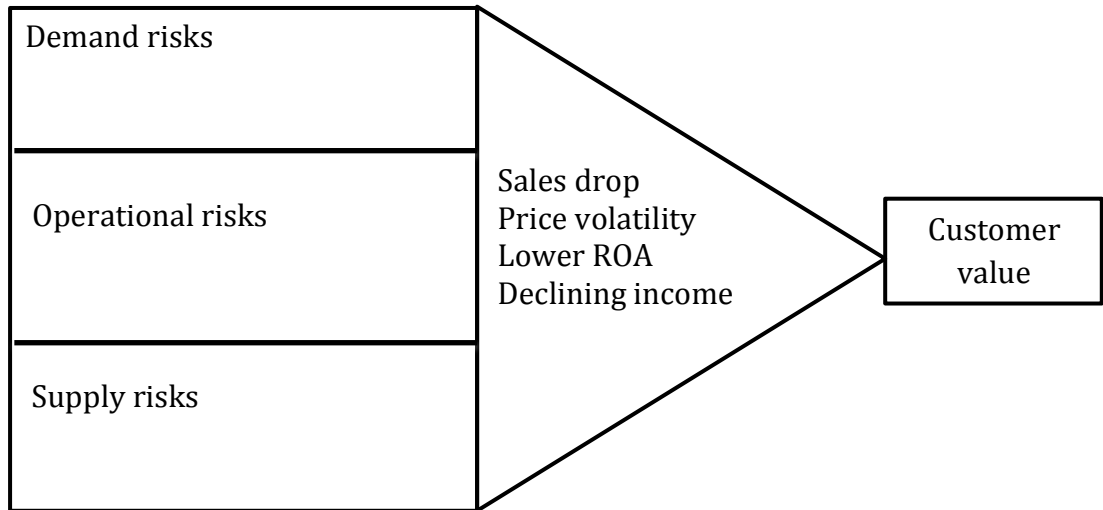 Demand risks
Operational risks
Supply risks
Sales drop
Price volatility
Lower ROA
Declining income
Customer
value